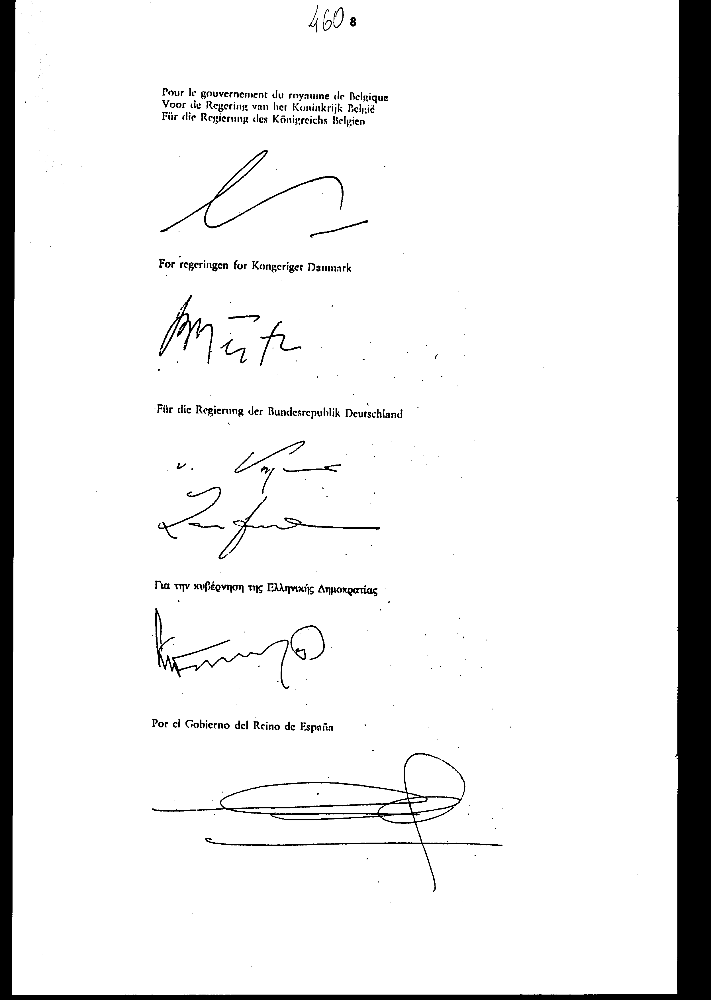 460 8
Pour le gouvernement du royaume de Belgique
Voor de Regering van het Koninkrijk België
Für die Regierung des Königreichs Belgien
For regeringen for Kongeriget Danmark
Für die Regierung der Bundesrepublik Deutschland
Για την κυβέρνηση της Ελληνικής Δημοκρατίας
Por el Gobierno del Reino de España